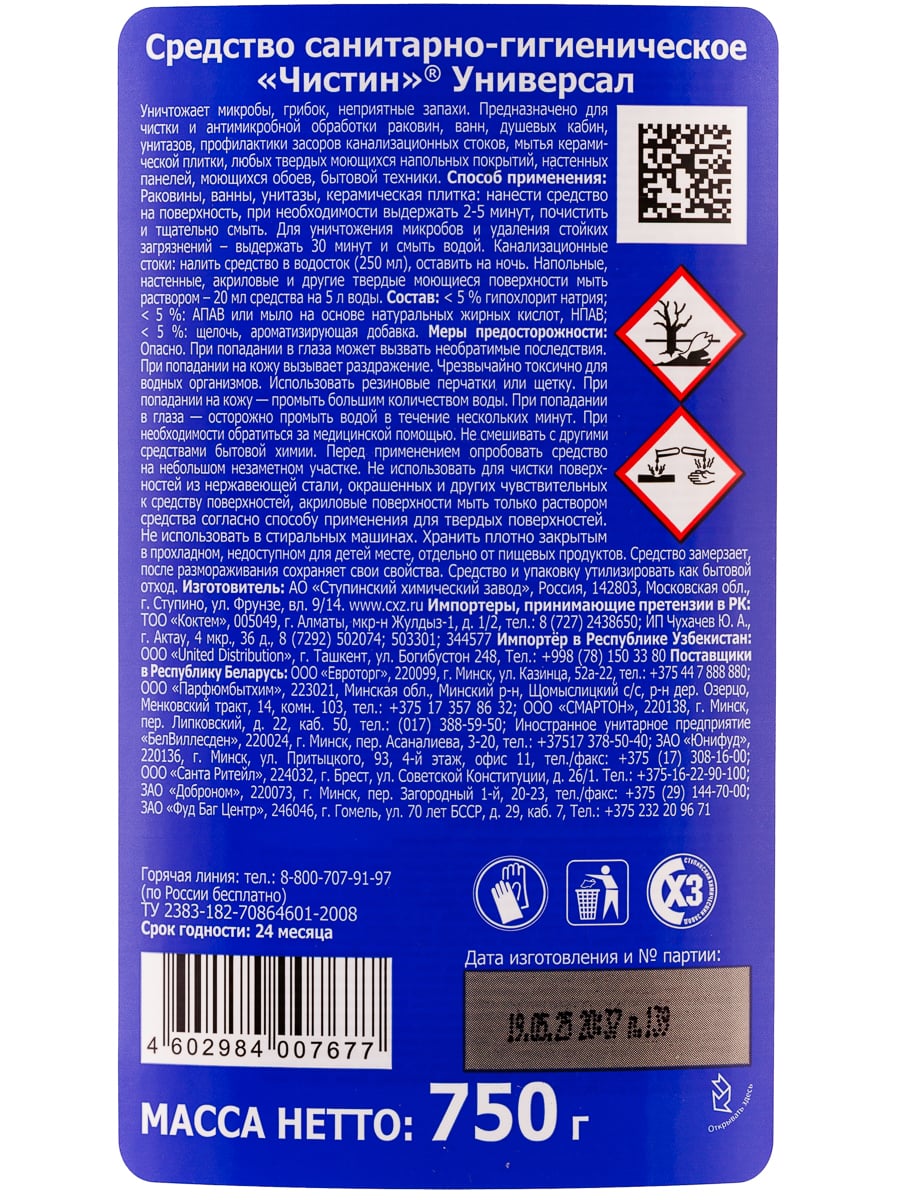 Средство санитарно-гигиеническое
«Чистин»® Универсал
Уничтожает микробы, грибок, неприятные запахи. Предназначено для
чистки и антимикробной обработки раковин, ванн, душевых кабин,
унитазов, профилактики засоров канализационных стоков, мытья керами-
ческой плитки, любых твердых моющихся напольных покрытий, настенных
панелей, моющихся обоев, бытовой техники. Способ применения:
Раковины, ванны, унитазы, керамическая плитка: нанести средство
на поверхность, при необходимости выдержать 2-5 минут, почистить
и тщательно смыть. Для уничтожения микробов и удаления стойких
загрязнений – выдержать 30 минут и смыть водой. Канализационные
стоки: налить средство в водосток (250 мл), оставить на ночь. Напольные,
настенные, акриловые и другие твердые моющиеся поверхности мыть
раствором – 20 мл средства на 5 л воды. Состав: < 5 % гипохлорит натрия;
< 5 %: АПАВ или мыло на основе натуральных жирных кислот, НПАВ;
< 5 %: щелочь, ароматизирующая добавка. Меры предосторожности:
Опасно. При попадании в глаза может вызвать необратимые последствия.
При попадании на кожу вызывает раздражение. Чрезвычайно токсично для
водных организмов. Использовать резиновые перчатки или щетку. При
попадании на кожу — промыть большим количеством воды. При попадании
в глаза — осторожно промыть водой в течение нескольких минут. При
необходимости обратиться за медицинской помощью. Не смешивать с другими
средствами бытовой химии. Перед применением опробовать средство
на небольшом незаметном участке. Не использовать для чистки поверх-
ностей из нержавеющей стали, окрашенных и других чувствительных
к средству поверхностей, акриловые поверхности мыть только раствором
средства согласно способу применения для твердых поверхностей.
Не использовать в стиральных машинах. Хранить плотно закрытым
в прохладном, недоступном для детей месте, отдельно от пищевых продуктов. Средство замерзает,
после размораживания сохраняет свои свойства. Средство и упаковку утилизировать как бытовой
отход. Изготовитель: АО «Ступинский химический завод», Россия, 142803, Московская обл.,
г. Ступино, ул. Фрунзе, вл. 9/14. www.cxz.ru Импортеры, принимающие претензии в РК:
ТОО «Коктем», 005049, г. Алматы, мкр-н Жулдыз-1, д. 1/2, тел.: 8 (727) 2438650; ИП Чухачев Ю. А.,
г. Актау, 4 мкр., 36 д., 8 (7292) 502074; 503301; 344577 Импортёр в Республике Узбекистан:
ООО «United Distribution», г. Ташкент, ул. Богибустон 248, Тел.: +998 (78) 150 33 80 Поставщики
в Республику Беларусь: ООО «Евроторг», 220099, г. Минск, ул. Казинца, 52а-22, тел.: +375 44 7 888 880;
ООО «Парфюмбытхим», 223021, Минская обл., Минский р-н, Щомыслицкий с/с, р-н дер. Озерцо,
Менковский тракт, 14, комн. 103, тел.: +375 17 357 86 32; ООО «СМАРТОН», 220138, г. Минск,
пер. Липковский, д. 22, каб. 50, тел.: (017) 388-59-50; Иностранное унитарное предприятие
«БелВиллесден», 220024, г. Минск, пер. Асаналиева, 3-20, тел.: +37517 378-50-40; ЗАО «Юнифуд»,
220136, г. Минск, ул. Притыцкого, 93, 4-й этаж, офис 11, тел./факс: +375 (17) 308-16-00;
ООО «Санта Ритейл», 224032, г. Брест, ул. Советской Конституции, д. 26/1. Тел.: +375-16-22-90-100;
ЗАО «Доброном», 220073, г. Минск, пер. Загородный 1-й, 20-23, тел./факс: +375 (29) 144-70-00;
ЗАО «Фуд Баг Центр», 246046, г. Гомель, ул. 70 лет БССР, д. 29, каб. 7, Тел.: +375 232 20 96 71
Горячая линия: тел.: 8-800-707-91-97
(по России бесплатно)
ТУ 2383-182-70864601-2008
Срок годности: 24 месяца
СХЗ
СТУПИНСКИЙ ХИМИЧЕСКИЙ ЗАВОД
Дата изготовления и № партии:
19.05.25 20:37 п.139
4 602984 007677
МАССА НЕТТО: 750 г
Открывать здесь